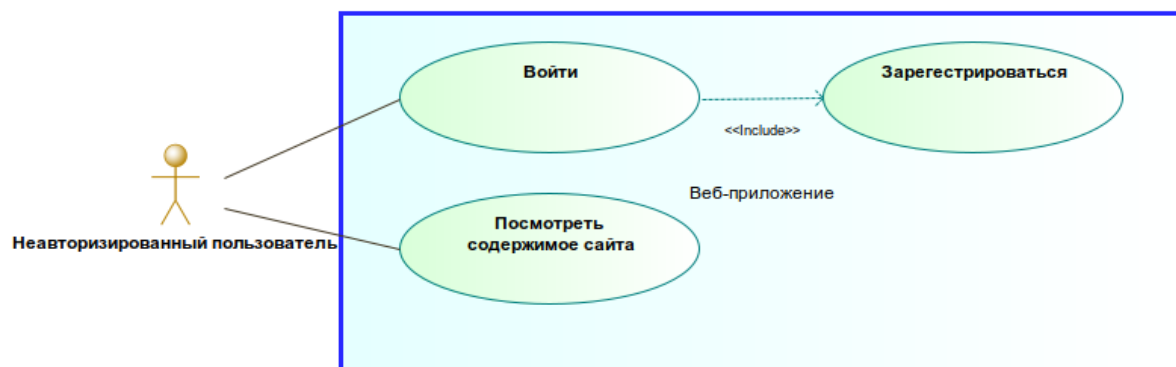 Войти
Зарегестрироваться
<<Include>>
Веб-приложение
Неавторизированный пользователь
Посмотреть
содержимое сайта